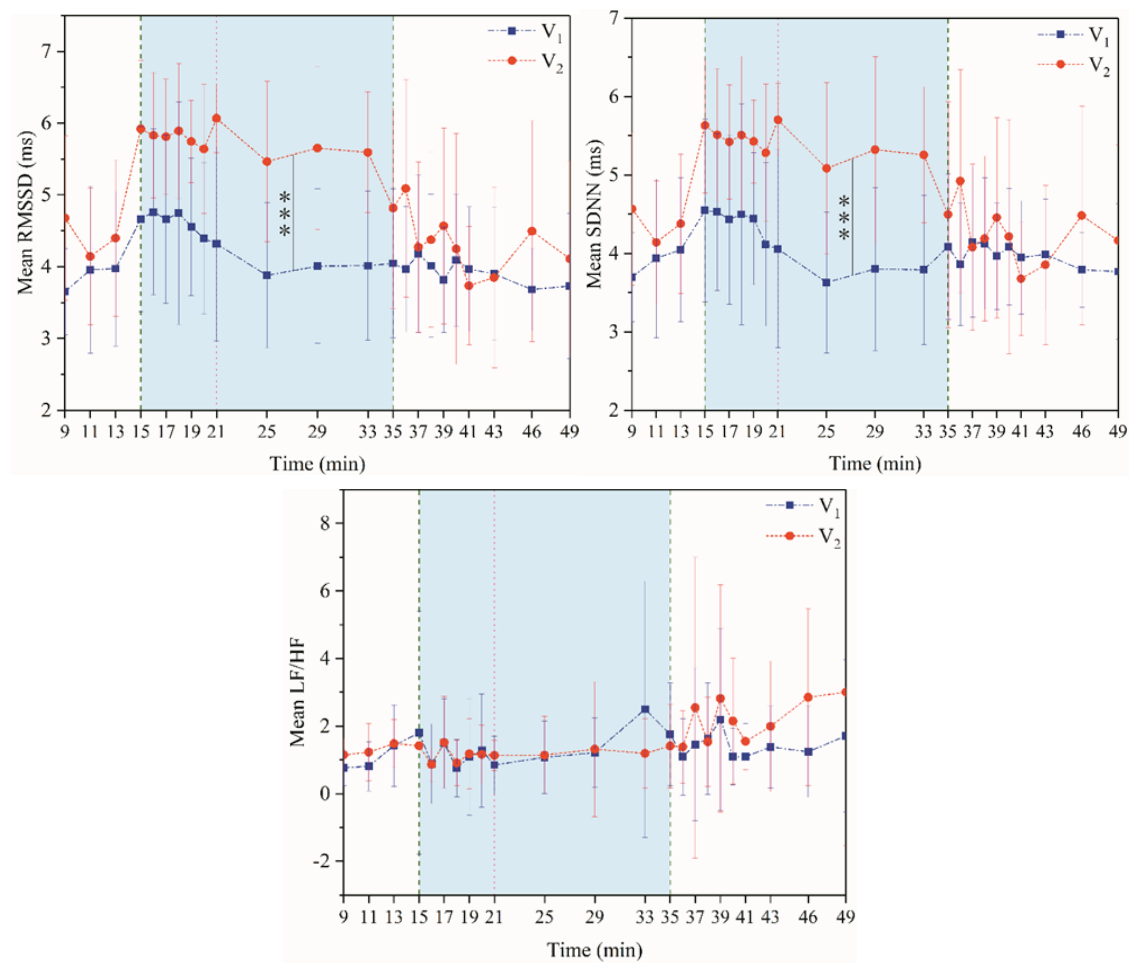 Mean RMSSD (ms)
7
6
5
4
3
2
V1
V2
***
9 11 13 15 17 19 21 25 29 33 35 37 39 41 43 46 49
Time (min)
Mean SDNN (ms)
7
6
5
4
3
2
V1
V2
***
9 11 13 15 17 19 21 25 29 33 35 37 39 41 43 46 49
Time (min)
Mean LF/HF
8
6
4
2
0
-2
V1
V2
9 11 13 15 17 19 21 25 29 33 35 37 39 41 43 46 49
Time (min)